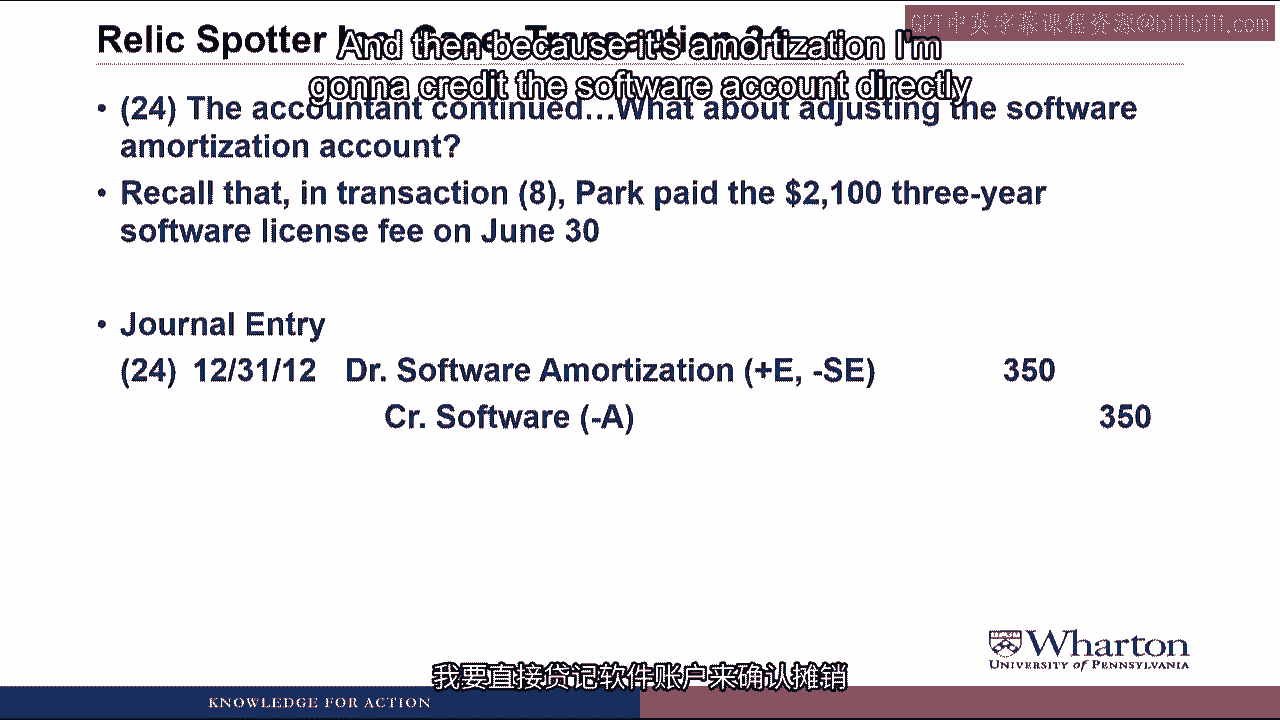 GPT中英字幕课程资源@bilibili.com
Relic Spotter Inc. Case: Transaction 24
And then because it's amortization I'm
gonna credit the software account directly
• (24) The accountant continued…What about adjusting the software
amortization account?
• Recall that, in transaction (8), Park paid the $2,100 three-year
software license fee on June 30
• Journal Entry
(24) 12/31/12 Dr. Software Amortization (+E, -SE) 350
Cr. Software (-A) 350
Wharton
UNIVERSITY of PENNSYLVANIA
我要直接贷记软件账户来确认摊销
KNOWLEDGE FOR ACTION